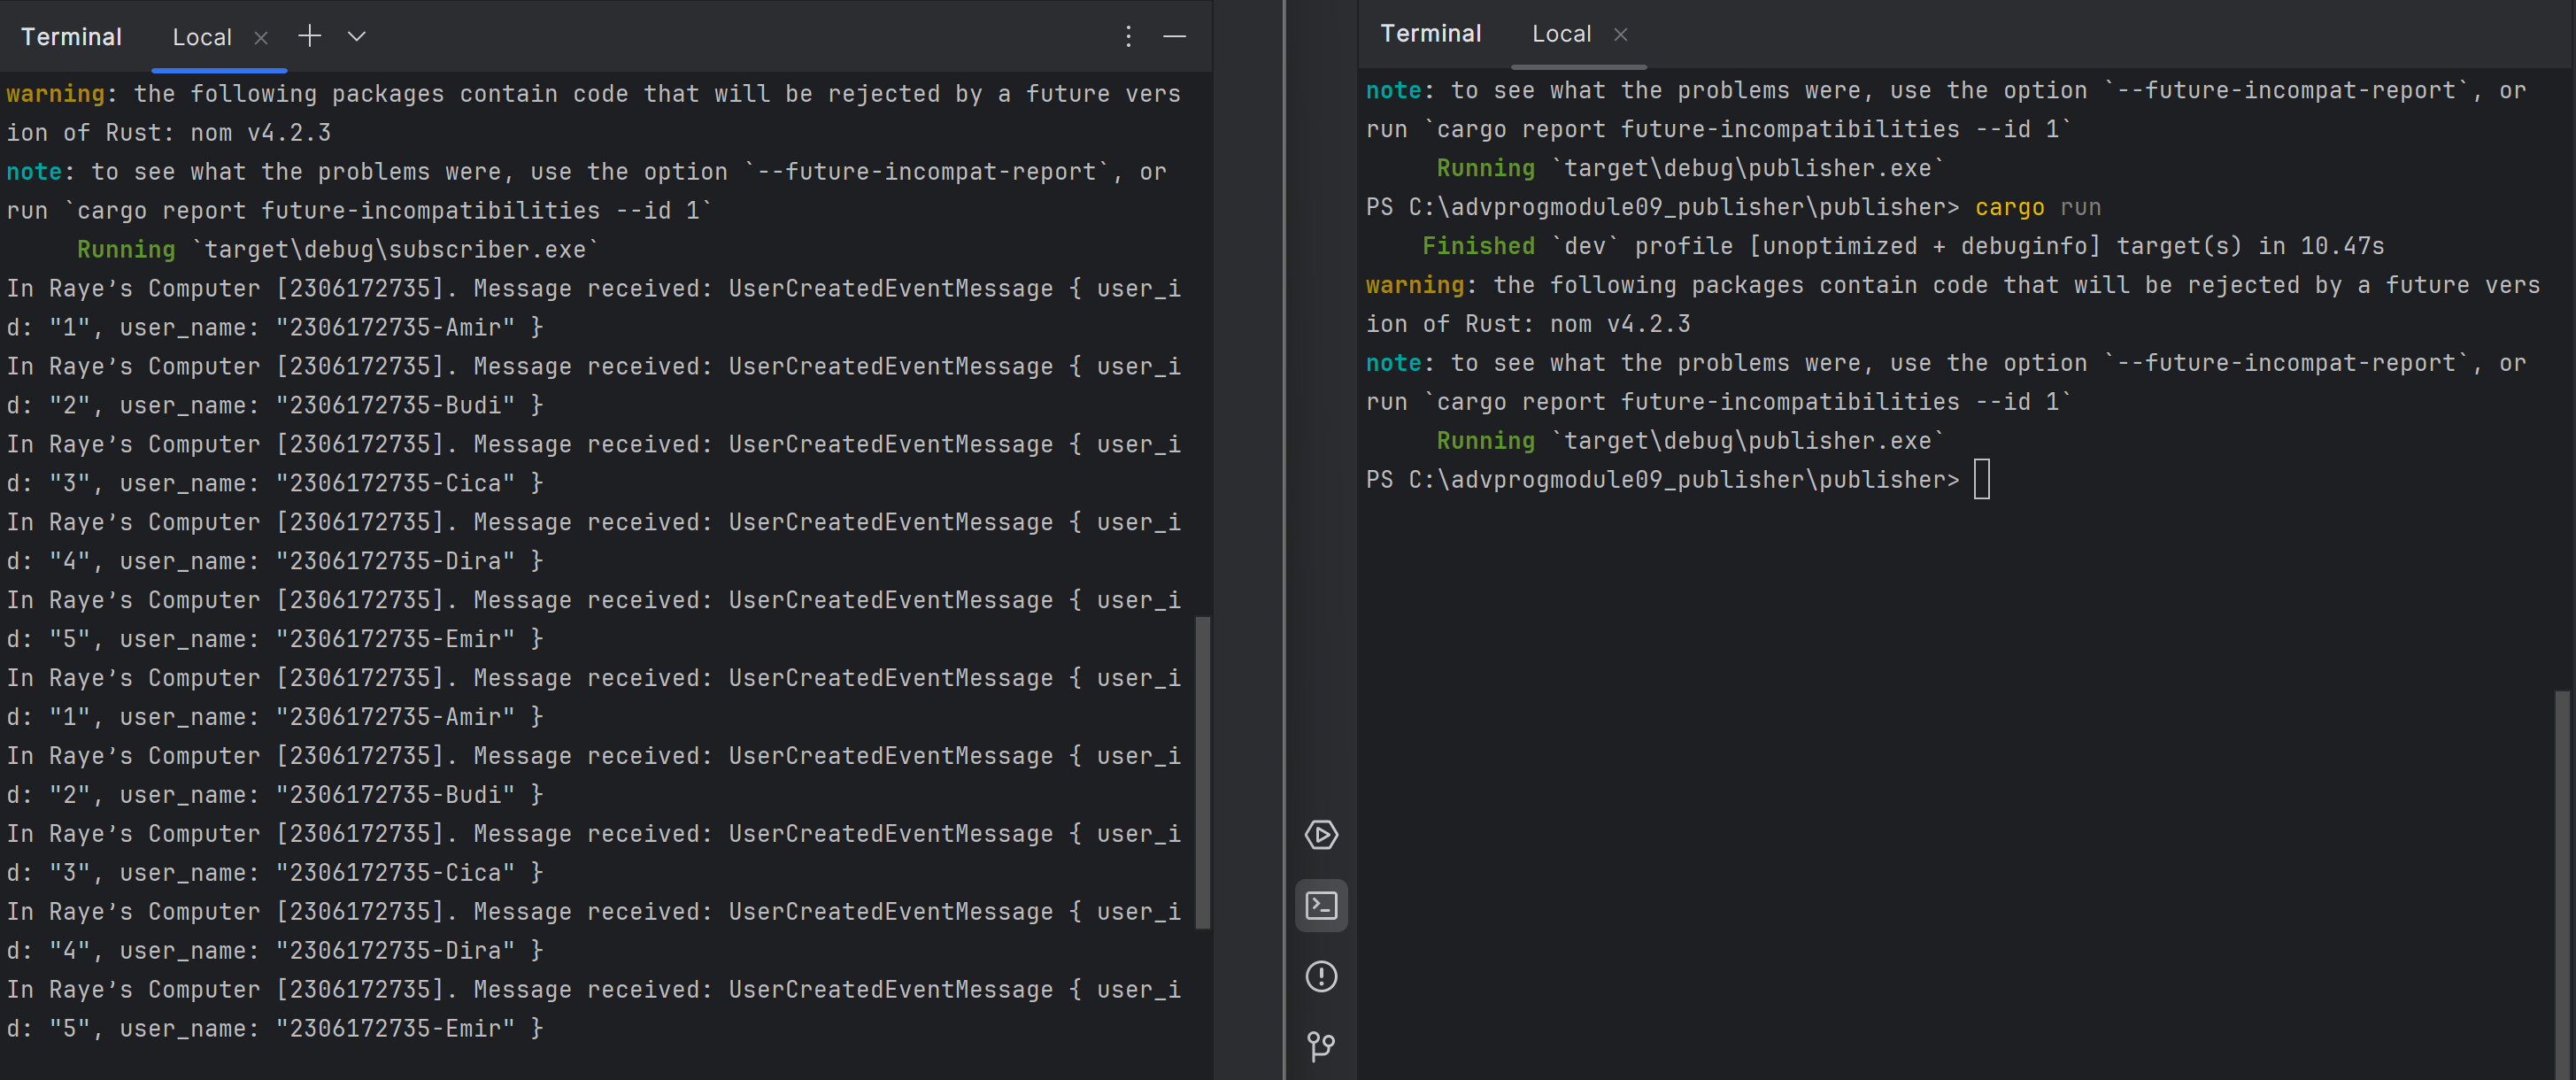 Terminal Local
warning: the following packages contain code that will be rejected by a future vers
ion of Rust: nom v4.2.3
note: to see what the problems were, use the option `--future-incompat-report`, or
run `cargo report future-incompatibilities --id 1`
Running `target\debug\subscriber.exe`
In Raye’s Computer [2306172735]. Message received: UserCreatedEventMessage { user_i
d: "1", user_name: "2306172735-Amir" }
In Raye’s Computer [2306172735]. Message received: UserCreatedEventMessage { user_i
d: "2", user_name: "2306172735-Budi" }
In Raye’s Computer [2306172735]. Message received: UserCreatedEventMessage { user_i
d: "3", user_name: "2306172735-Cica" }
In Raye’s Computer [2306172735]. Message received: UserCreatedEventMessage { user_i
d: "4", user_name: "2306172735-Dira" }
In Raye’s Computer [2306172735]. Message received: UserCreatedEventMessage { user_i
d: "5", user_name: "2306172735-Emir" }
In Raye’s Computer [2306172735]. Message received: UserCreatedEventMessage { user_i
d: "1", user_name: "2306172735-Amir" }
In Raye’s Computer [2306172735]. Message received: UserCreatedEventMessage { user_i
d: "2", user_name: "2306172735-Budi" }
In Raye’s Computer [2306172735]. Message received: UserCreatedEventMessage { user_i
d: "3", user_name: "2306172735-Cica" }
In Raye’s Computer [2306172735]. Message received: UserCreatedEventMessage { user_i
d: "4", user_name: "2306172735-Dira" }
In Raye’s Computer [2306172735]. Message received: UserCreatedEventMessage { user_i
d: "5", user_name: "2306172735-Emir" }
Terminal Local
note: to see what the problems were, use the option `--future-incompat-report`, or
run `cargo report future-incompatibilities --id 1`
Running `target\debug\publisher.exe`
PS C:\advprogmodule09_publisher\publisher> cargo run
Finished `dev` profile [unoptimized + debuginfo] target(s) in 10.47s
warning: the following packages contain code that will be rejected by a future vers
ion of Rust: nom v4.2.3
note: to see what the problems were, use the option `--future-incompat-report`, or
run `cargo report future-incompatibilities --id 1`
Running `target\debug\publisher.exe`
PS C:\advprogmodule09_publisher\publisher>